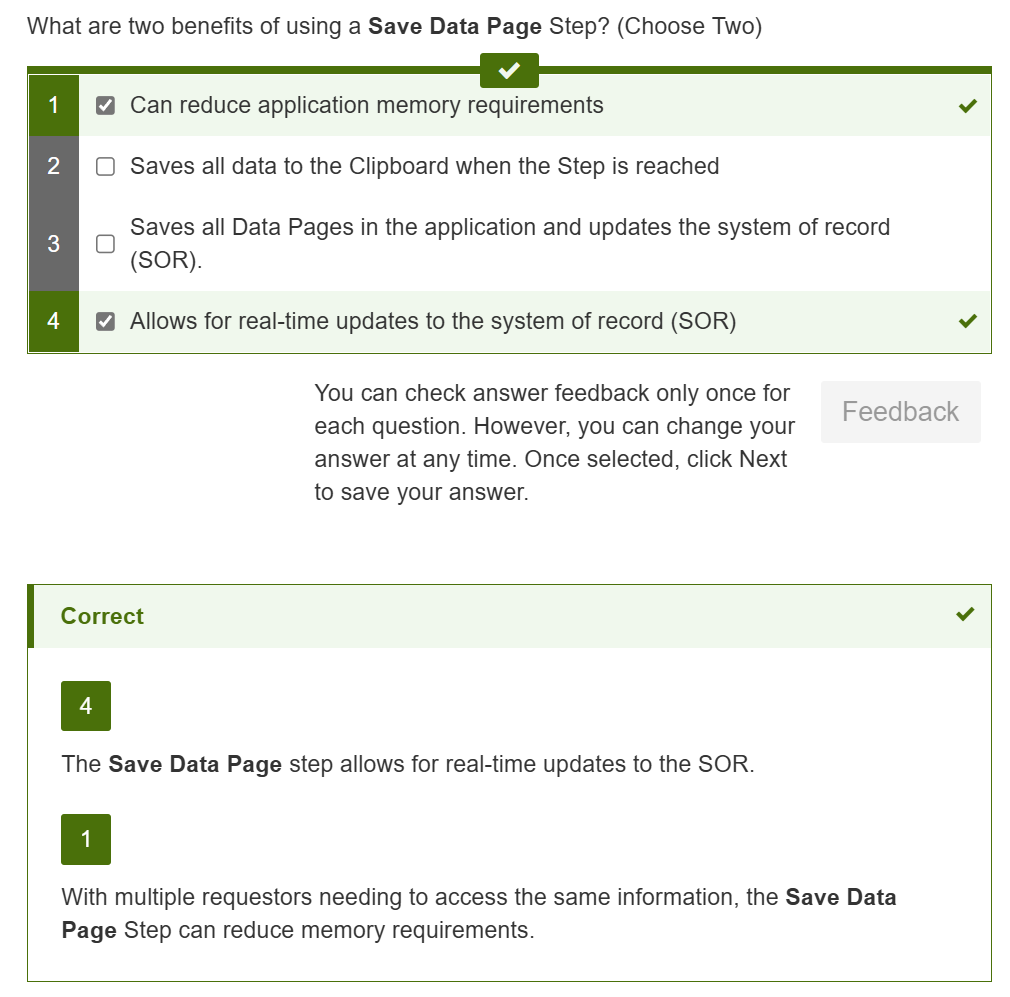 What are two benefits of using a Save Data Page Step? (Choose Two)
1 Can reduce application memory requirements
2 Saves all data to the Clipboard when the Step is reached
3 Saves all Data Pages in the application and updates the system of record
(SOR).
4 Allows for real-time updates to the system of record (SOR)
You can check answer feedback only once for
each question. However, you can change your
answer at any time. Once selected, click Next
to save your answer.
Feedback
Correct
4
The Save Data Page step allows for real-time updates to the SOR.
1
With multiple requestors needing to access the same information, the Save Data
Page Step can reduce memory requirements.